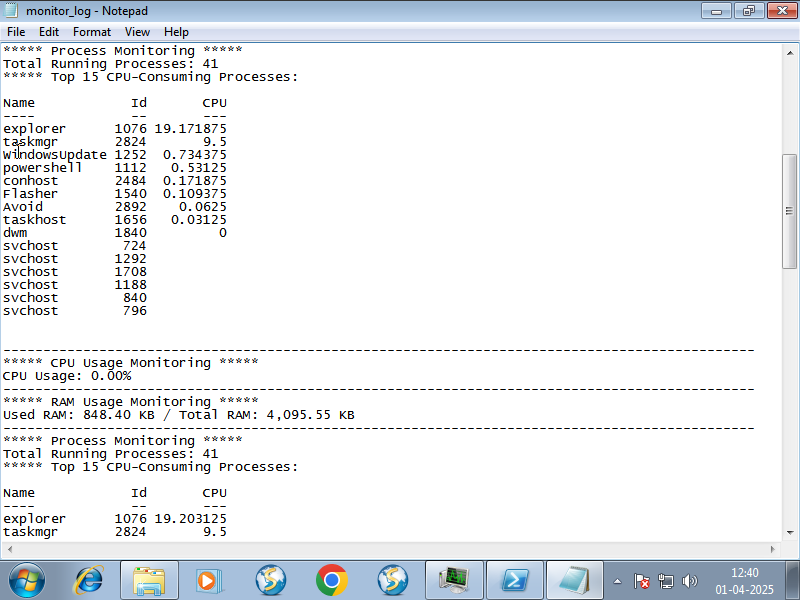 monitor_log - Notepad
File Edit Format View Help
***** Process Monitoring *****
Total Running Processes: 41
***** Top 15 CPU-Consuming Processes:
Name Id CPU
---- -- ---
explorer 1076 19.171875
taskmgr 2824 9.5
WindowsUpdate 1252 0.734375
powershell 1112 0.53125
conhost 2484 0.171875
Flasher 1540 0.109375
Avoid 2892 0.0625
taskhost 1656 0.03125
dwm 1840 0
svchost 724
svchost 1292
svchost 1708
svchost 1188
svchost 840
svchost 796
----------------------------------------------------------------------------------------------
***** CPU Usage Monitoring *****
CPU Usage: 0.00%
----------------------------------------------------------------------------------------------
***** RAM Usage Monitoring *****
Used RAM: 848.40 KB / Total RAM: 4,095.55 KB
----------------------------------------------------------------------------------------------
***** Process Monitoring *****
Total Running Processes: 41
***** Top 15 CPU-Consuming Processes:
Name Id CPU
---- -- ---
explorer 1076 19.203125
taskmgr 2824 9.5
12:40
01-04-2025